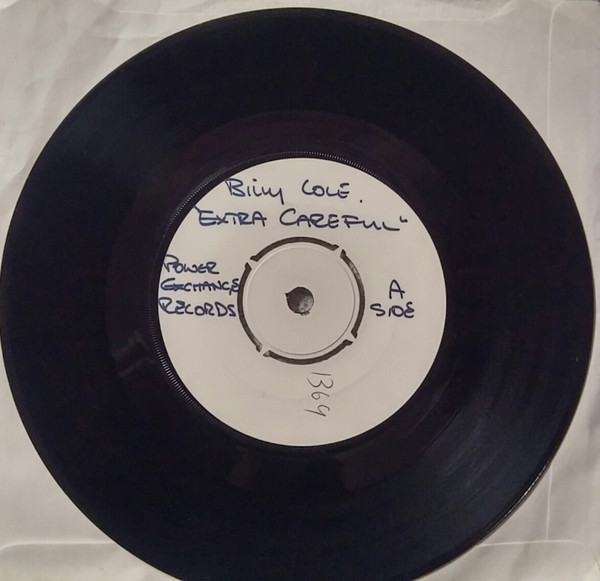 Billy Cole.
"EXTRA CAREFUL"
POWER
EXCHANGE
RECORDS
A
SIDE
1369